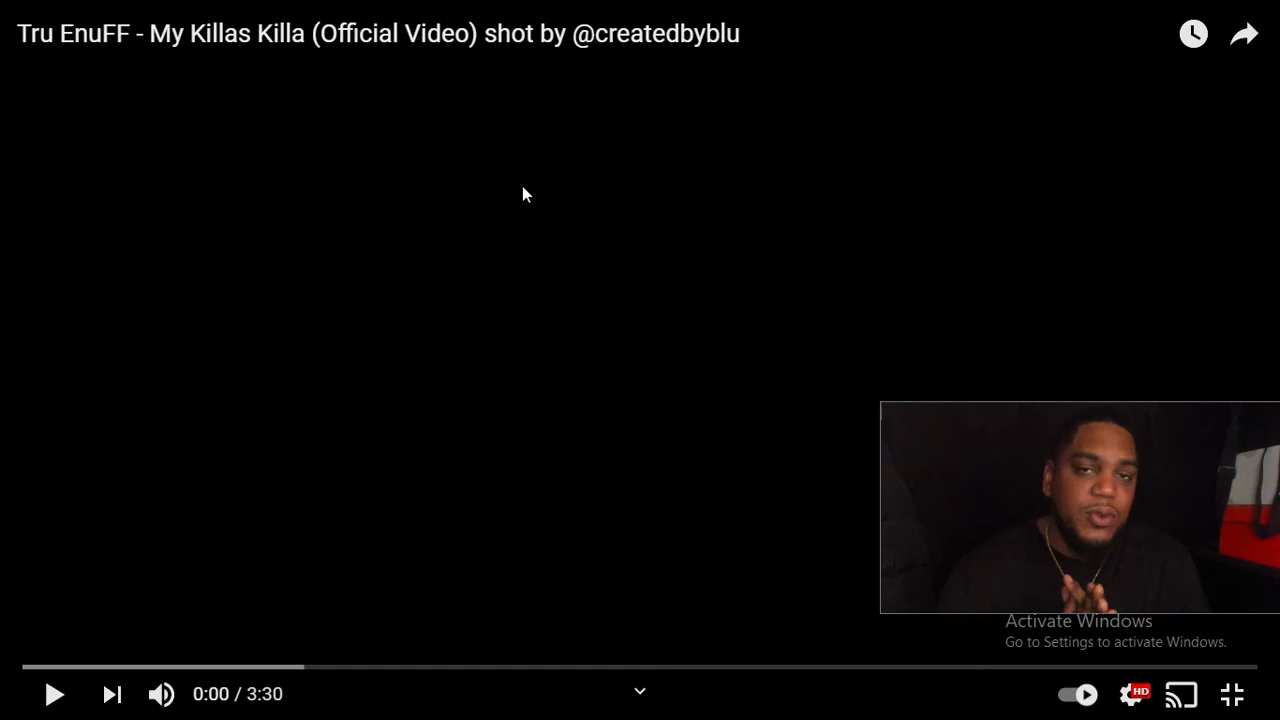 Tru EnuFF - My Killas Killa (Official Video) shot by @createdbyblu
Activate Windows
Go to Settings to activate Windows.
0:00 / 3:30
HD